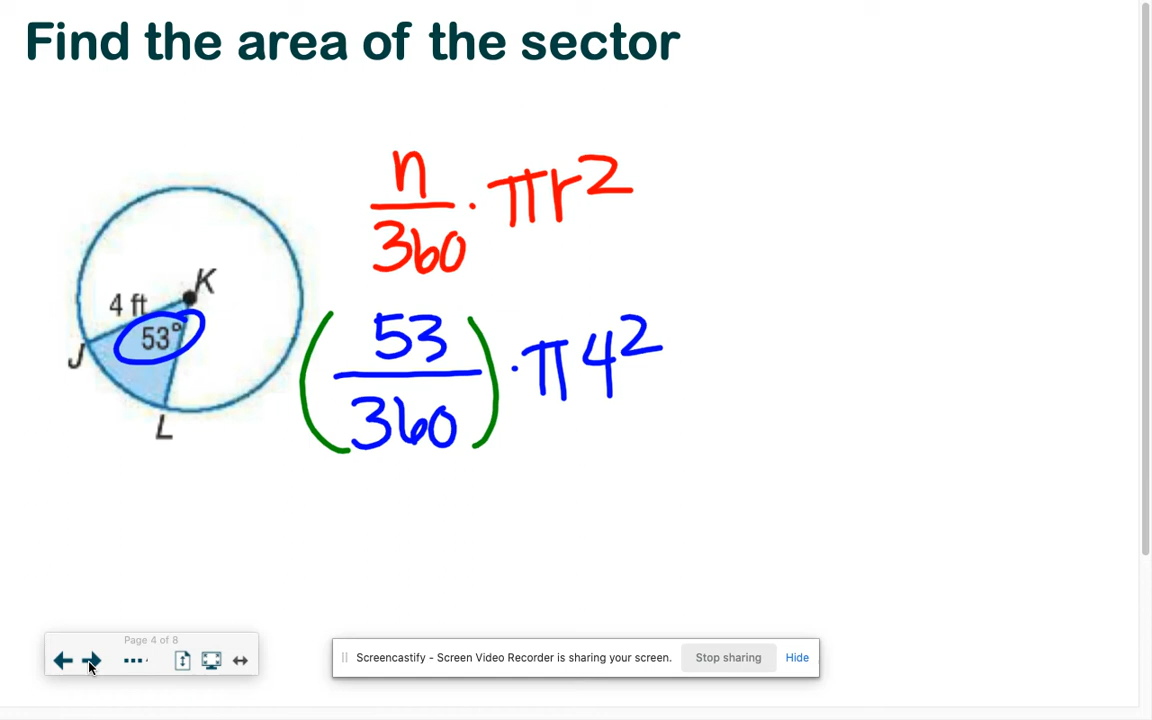 Find the area of the sector
n/360 · πr²
K
4 ft
53°
J
L
(53/360) · π4²
Page 4 of 8
Screencastify - Screen Video Recorder is sharing your screen.
Stop sharing
Hide